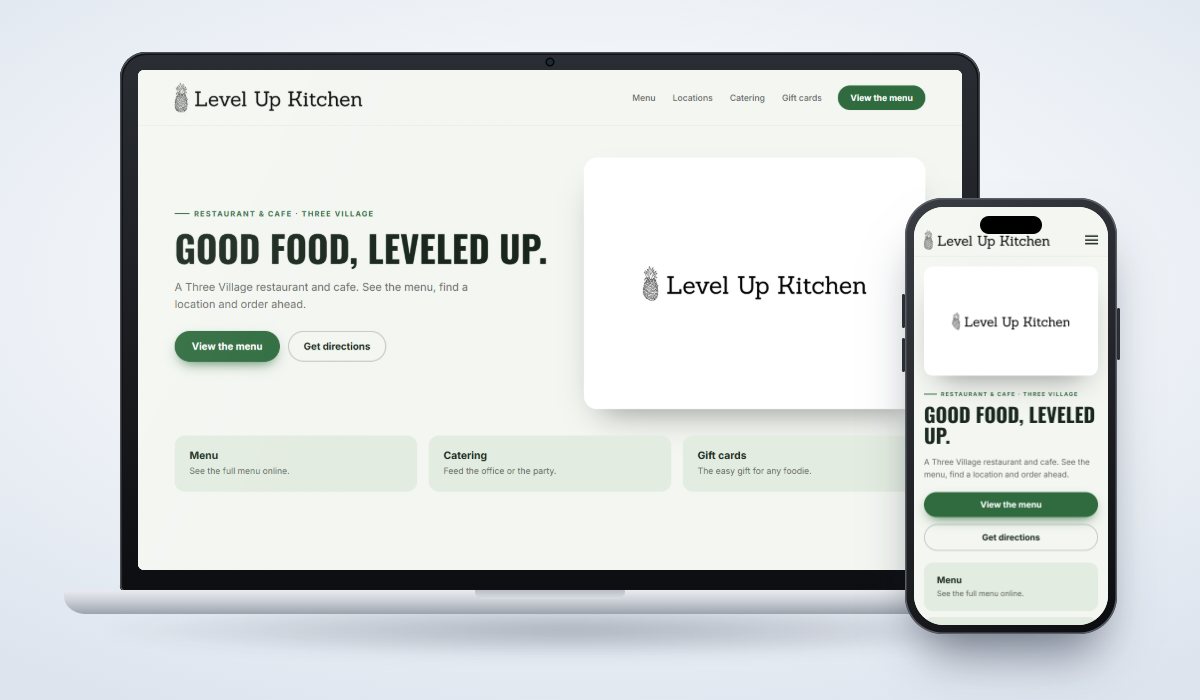 Level Up Kitchen
Menu Locations Catering Gift cards View the menu
RESTAURANT & CAFE · THREE VILLAGE
GOOD FOOD, LEVELED UP.
A Three Village restaurant and cafe. See the menu, find a
location and order ahead.
View the menu Get directions
Level Up Kitchen
Menu
See the full menu online.
Catering
Feed the office or the party.
Gift cards
The easy gift for any foodie.
Level Up Kitchen
Level Up Kitchen
RESTAURANT & CAFE · THREE VILLAGE
GOOD FOOD, LEVELED
UP.
A Three Village restaurant and cafe. See the
menu, find a location and order ahead.
View the menu
Get directions
Menu
See the full menu online.